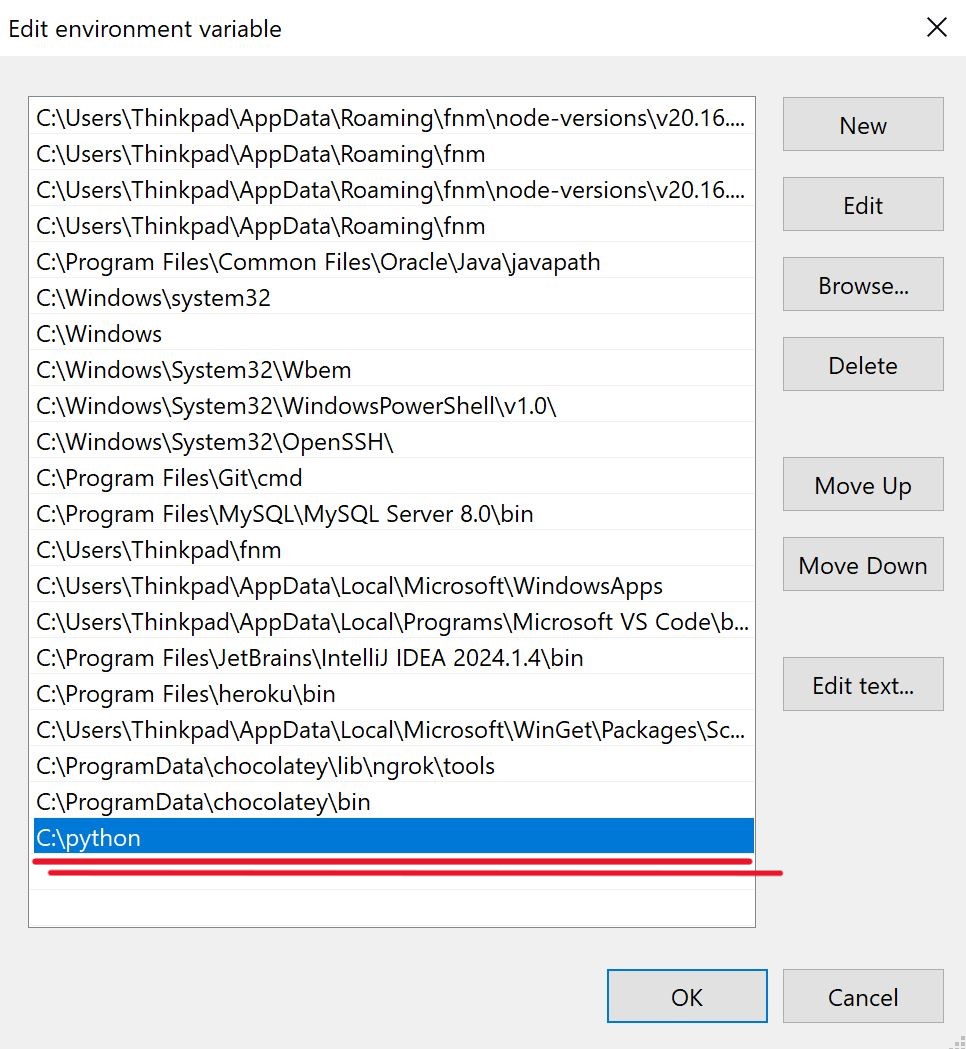 Edit environment variable
C:\Users\Thinkpad\AppData\Roaming\fnm\node-versions\v20.16....
New
C:\Users\Thinkpad\AppData\Roaming\fnm
C:\Users\Thinkpad\AppData\Roaming\fnm\node-versions\v20.16....
Edit
C:\Users\Thinkpad\AppData\Roaming\fnm
C:\Program Files\Common Files\Oracle\Java\javapath
Browse...
C:\Windows\system32
C:\Windows
C:\Windows\System32\Wbem
Delete
C:\Windows\System32\WindowsPowerShell\v1.0\
C:\Windows\System32\OpenSSH\
C:\Program Files\Git\cmd
Move Up
C:\Program Files\MySQL\MySQL Server 8.0\bin
C:\Users\Thinkpad\fnm
Move Down
C:\Users\Thinkpad\AppData\Local\Microsoft\WindowsApps
C:\Users\Thinkpad\AppData\Local\Programs\Microsoft VS Code\b...
C:\Program Files\JetBrains\IntelliJ IDEA 2024.1.4\bin
Edit text...
C:\Program Files\heroku\bin
C:\Users\Thinkpad\AppData\Local\Microsoft\WinGet\Packages\Sc...
C:\ProgramData\chocolatey\lib\ngrok\tools
C:\ProgramData\chocolatey\bin
C:\python
OK
Cancel